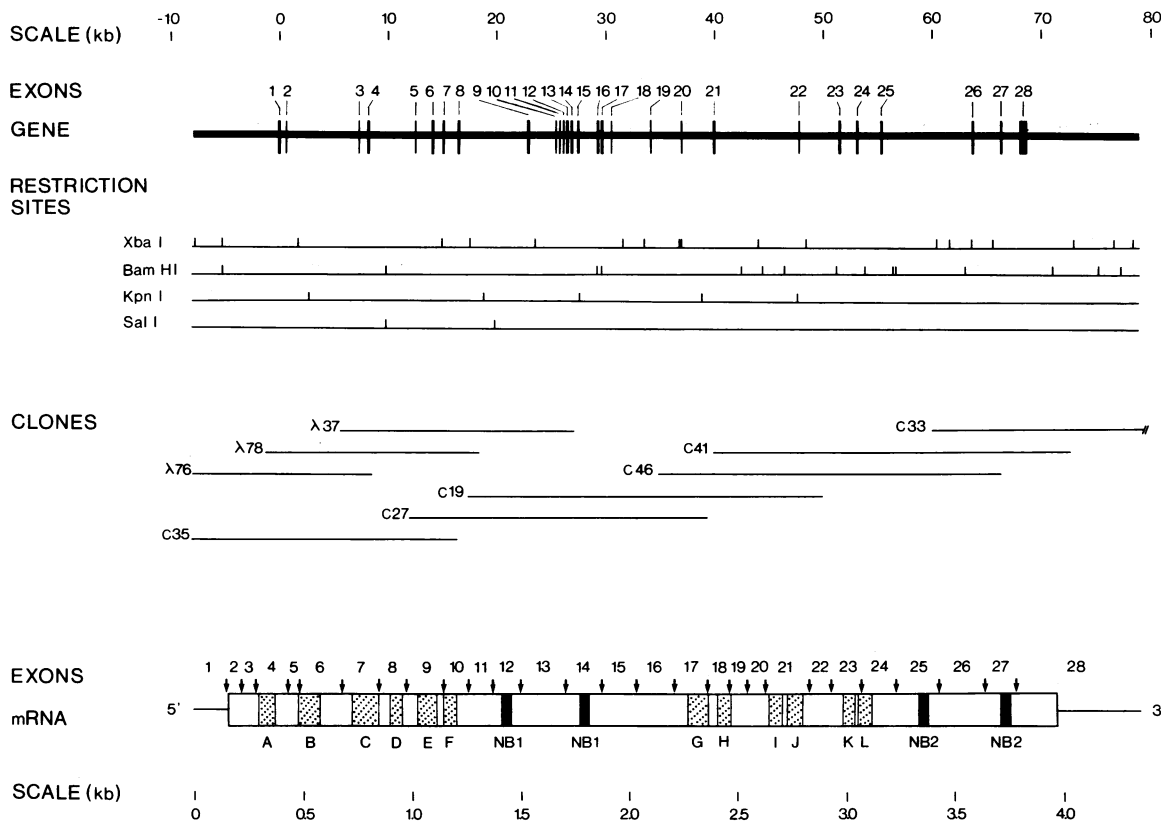 -10 0 10 20 30 40 50 60 70 80
SCALE (kb)
EXONS 1 2 3 4 5 6 7 8 9 10 11 12 13 14 15 16 17 18 19 20 21 22 23 24 25 26 27 28
GENE
RESTRICTION
SITES
Xba I
Bam HI
Kpn I
Sal I
CLONES
λ37 C33
λ78 C41
λ76 C46
C19
C27
C35
EXONS 1 2 3 4 5 6 7 8 9 10 11 12 13 14 15 16 17 18 19 20 21 22 23 24 25 26 27 28
mRNA 5' 3
A B C D E F NB1 NB1 G H I J K L NB2 NB2
SCALE (kb)
0 0.5 1.0 1.5 2.0 2.5 3.0 3.5 4.0